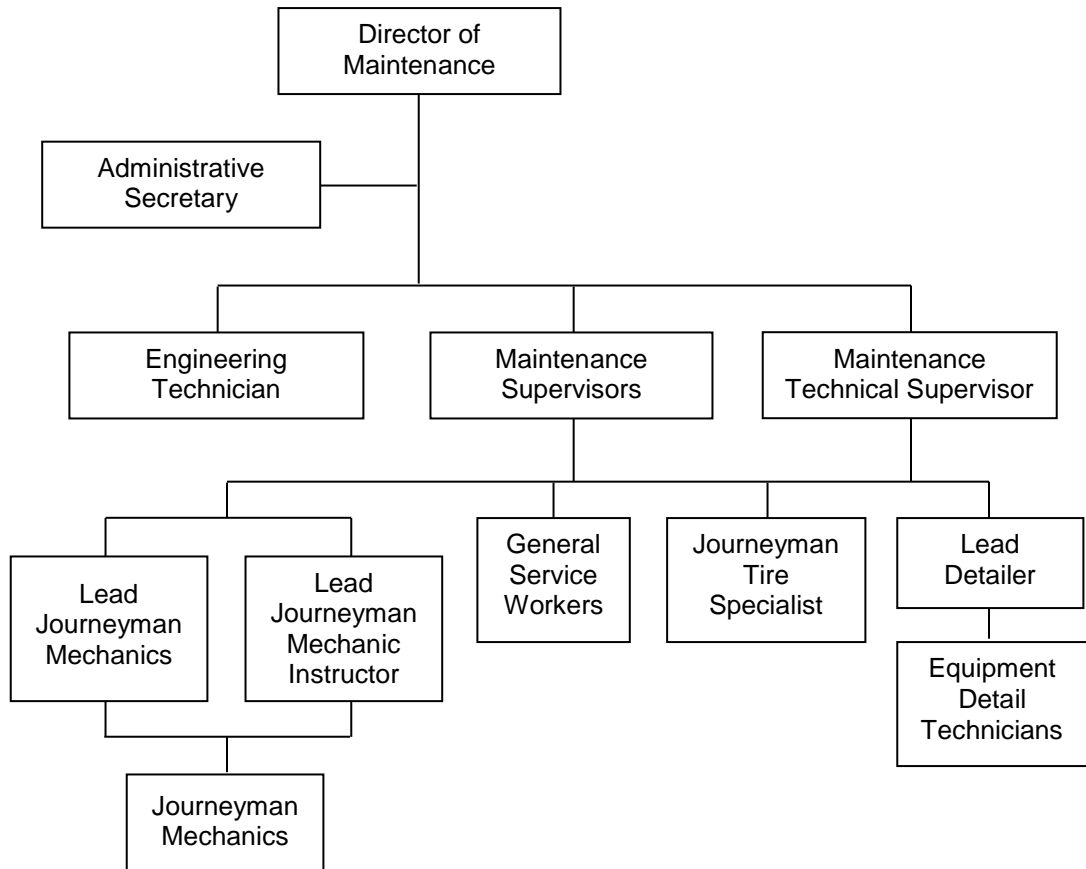 Director of
Maintenance
Administrative
Secretary
Engineering
Technician
Maintenance
Supervisors
Maintenance
Technical Supervisor
Lead
Journeyman
Mechanics
Lead
Journeyman
Mechanic
Instructor
General
Service
Workers
Journeyman
Tire
Specialist
Lead
Detailer
Equipment
Detail
Technicians
Journeyman
Mechanics